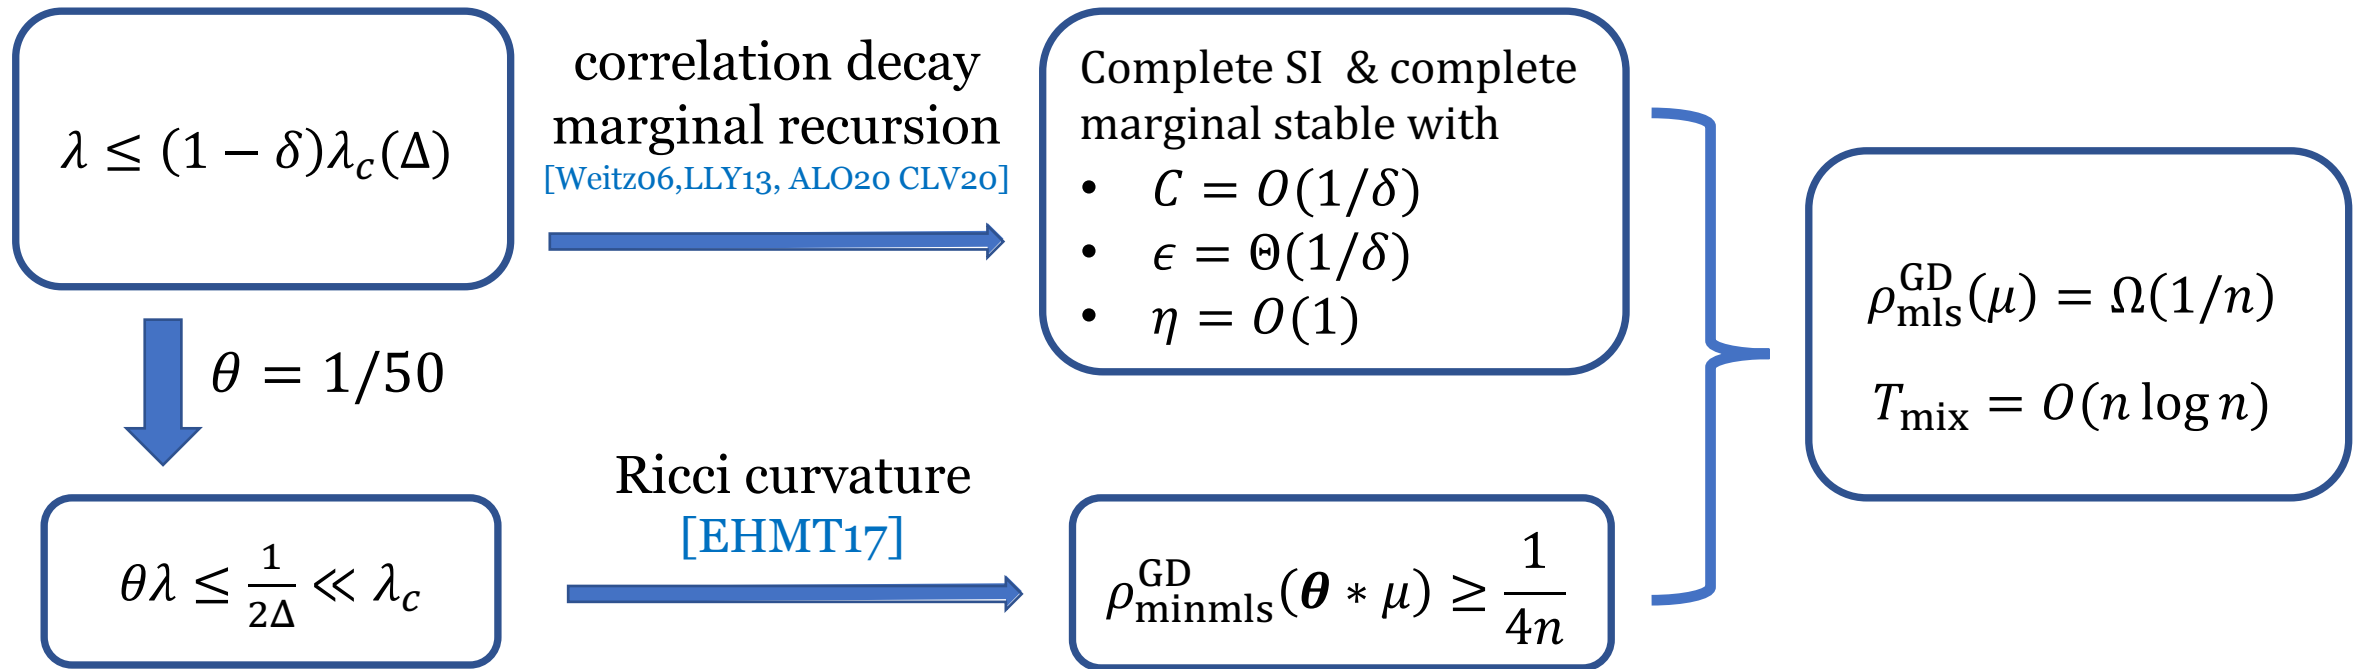 λ ≤ (1 − δ)λ_c(Δ)
correlation decay
marginal recursion
[Weitz06,LLY13, ALO20 CLV20]
Complete SI & complete
marginal stable with
• C = O(1/δ)
• ϵ = Θ(1/δ)
• η = O(1)
θ = 1/50
θλ ≤ 1/(2Δ) ≪ λ_c
Ricci curvature
[EHMT17]
ρ^GD_minmls(𝜽 ∗ μ) ≥ 1/(4n)
ρ^GD_mls(μ) = Ω(1/n)
T_mix = O(n log n)